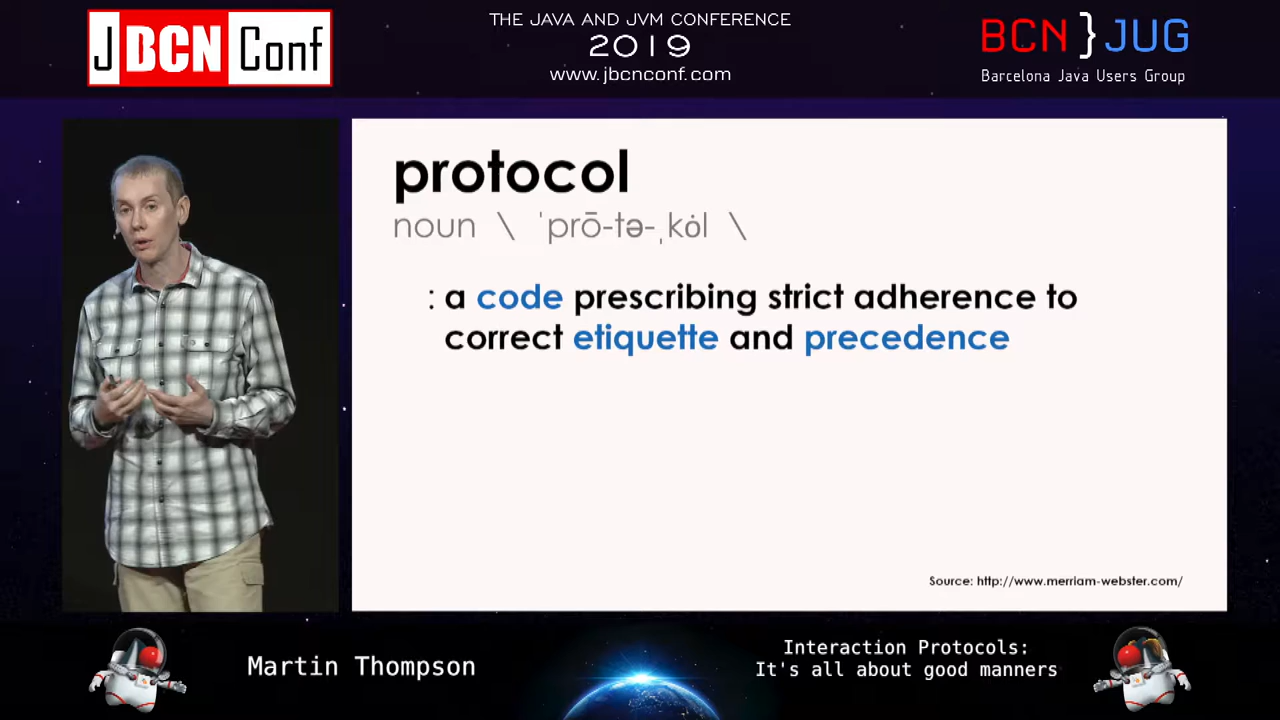 JBCNConf
THE JAVA AND JVM CONFERENCE
2019
www.jbcnconf.com
BCN}JUG
Barcelona Java Users Group
protocol
noun \ ˈprō-tə-ˌkȯl \
: a code prescribing strict adherence to
correct etiquette and precedence
Source: http://www.merriam-webster.com/
Martin Thompson
Interaction Protocols:
It's all about good manners